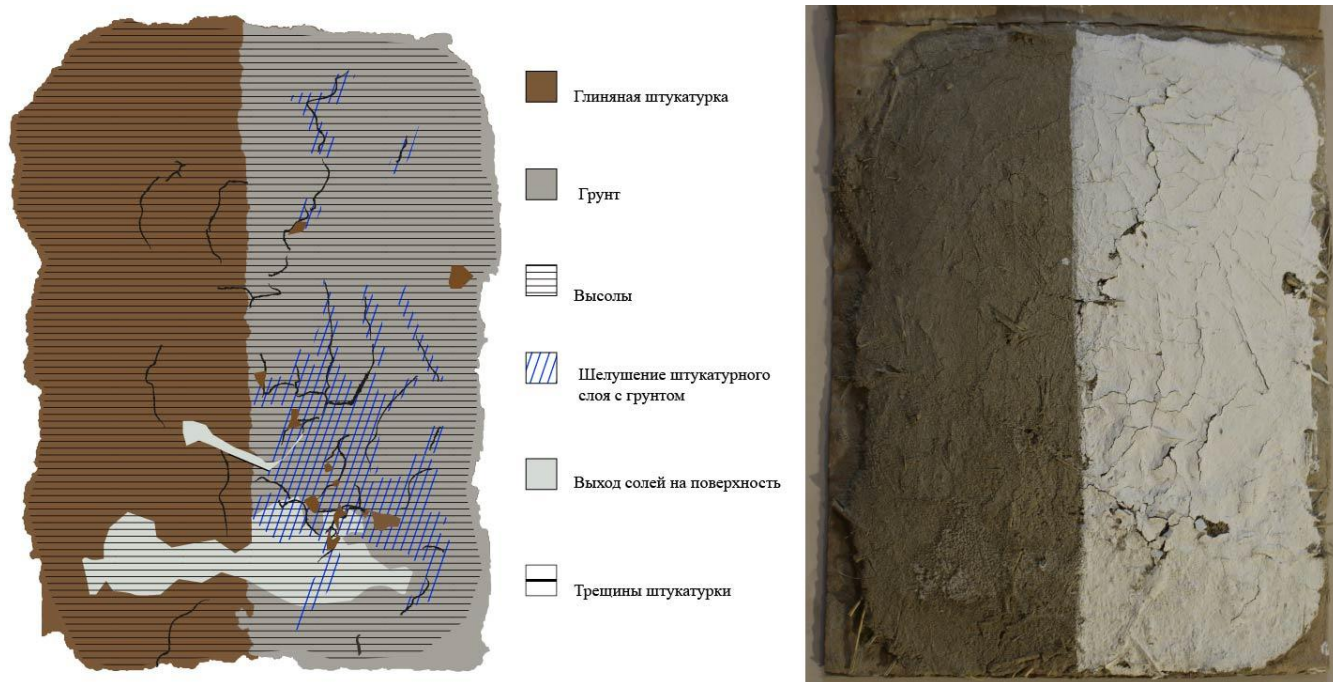 Глиняная штукатурка
Грунт
Высолы
Шелушение штукатурного
слоя с грунтом
Выход солей на поверхность
Трещины штукатурки